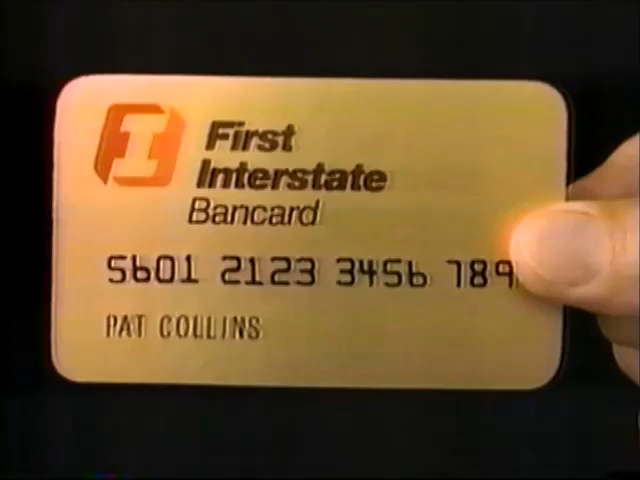 I
First
Interstate
Bancard
5601 2123 3456 789
PAT COLLINS